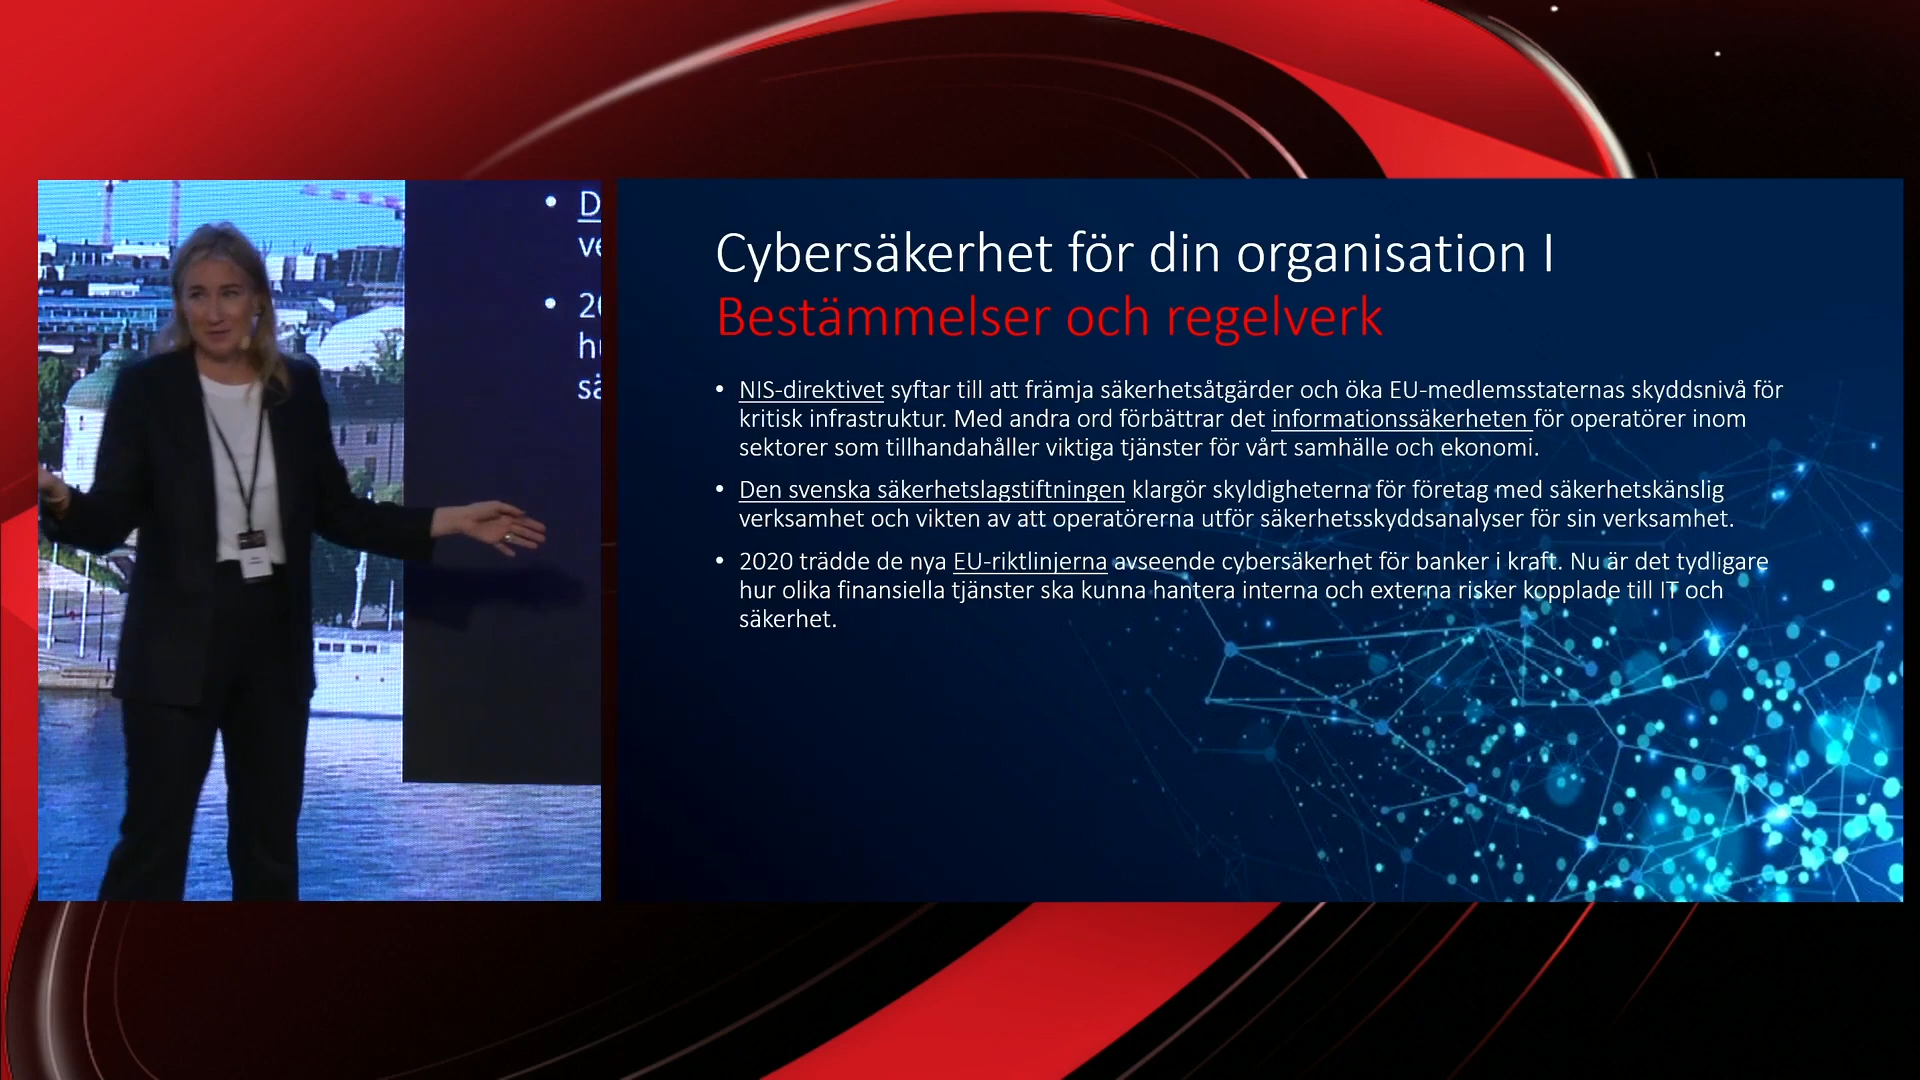 Cybersäkerhet för din organisation I
Bestämmelser och regelverk
• NIS-direktivet syftar till att främja säkerhetsåtgärder och öka EU-medlemsstaternas skyddsnivå för
kritisk infrastruktur. Med andra ord förbättrar det informationssäkerheten för operatörer inom
sektorer som tillhandahåller viktiga tjänster för vårt samhälle och ekonomi.
• Den svenska säkerhetslagstiftningen klargör skyldigheterna för företag med säkerhetskänslig
verksamhet och vikten av att operatörerna utför säkerhetsskyddsanalyser för sin verksamhet.
• 2020 trädde de nya EU-riktlinjerna avseende cybersäkerhet för banker i kraft. Nu är det tydligare
hur olika finansiella tjänster ska kunna hantera interna och externa risker kopplade till IT och
säkerhet.